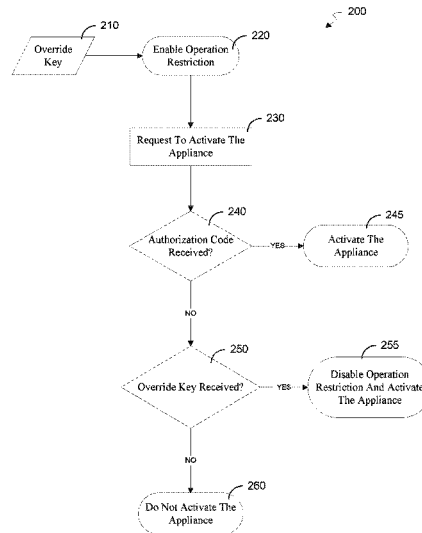 200
210
Override
Key
220
Enable Operation
Restriction
230
Request To Activate The
Appliance
240
Authorization Code
Received?
YES
245
Activate The
Appliance
NO
250
Override Key Received?
YES
255
Disable Operation
Restriction And Activate
The Appliance
NO
260
Do Not Activate The
Appliance